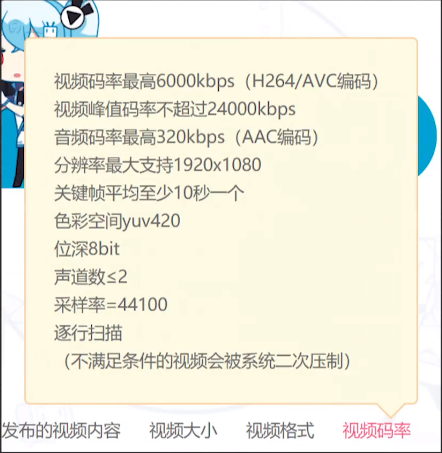 视频码率最高6000kbps（H264/AVC编码）
视频峰值码率不超过24000kbps
音频码率最高320kbps（AAC编码）
分辨率最大支持1920x1080
关键帧平均至少10秒一个
色彩空间yuv420
位深8bit
声道数≤2
采样率=44100
逐行扫描
（不满足条件的视频会被系统二次压制）
发布的视频内容 视频大小 视频格式 视频码率